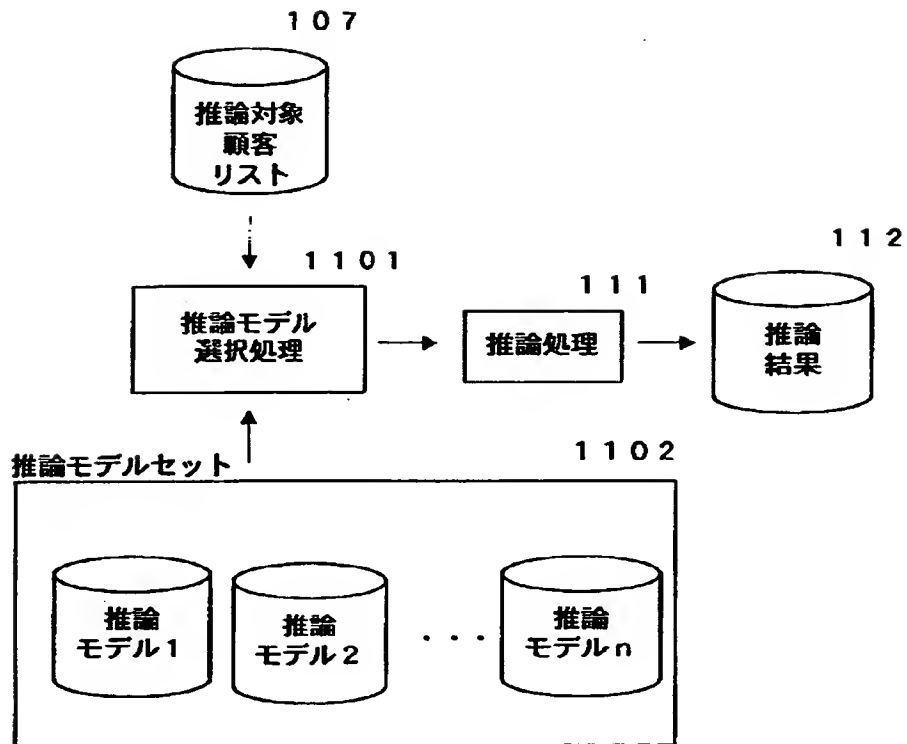 107
推論対象
顧客
リスト
1101
推論モデル
選択処理
111
推論処理
112
推論
結果
推論モデルセット
1102
推論
モデル1
推論
モデル2
・・・
推論
モデルn